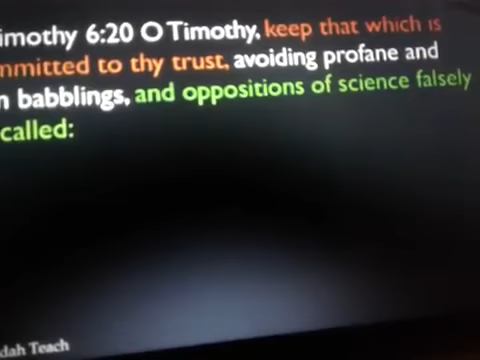 imothy 6:20 O Timothy, keep that which is
mmitted to thy trust, avoiding profane and
n babblings, and oppositions of science falsely
called:
dah Teach